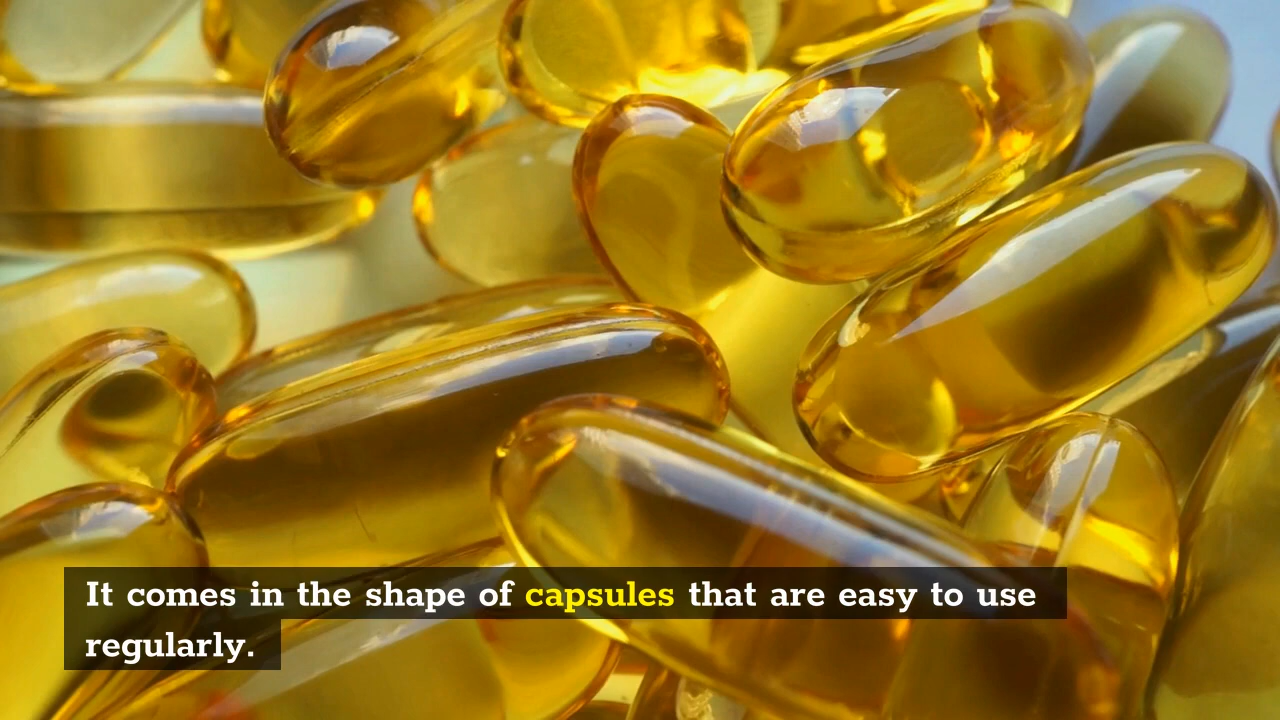 It comes in the shape of capsules that are easy to use
regularly.